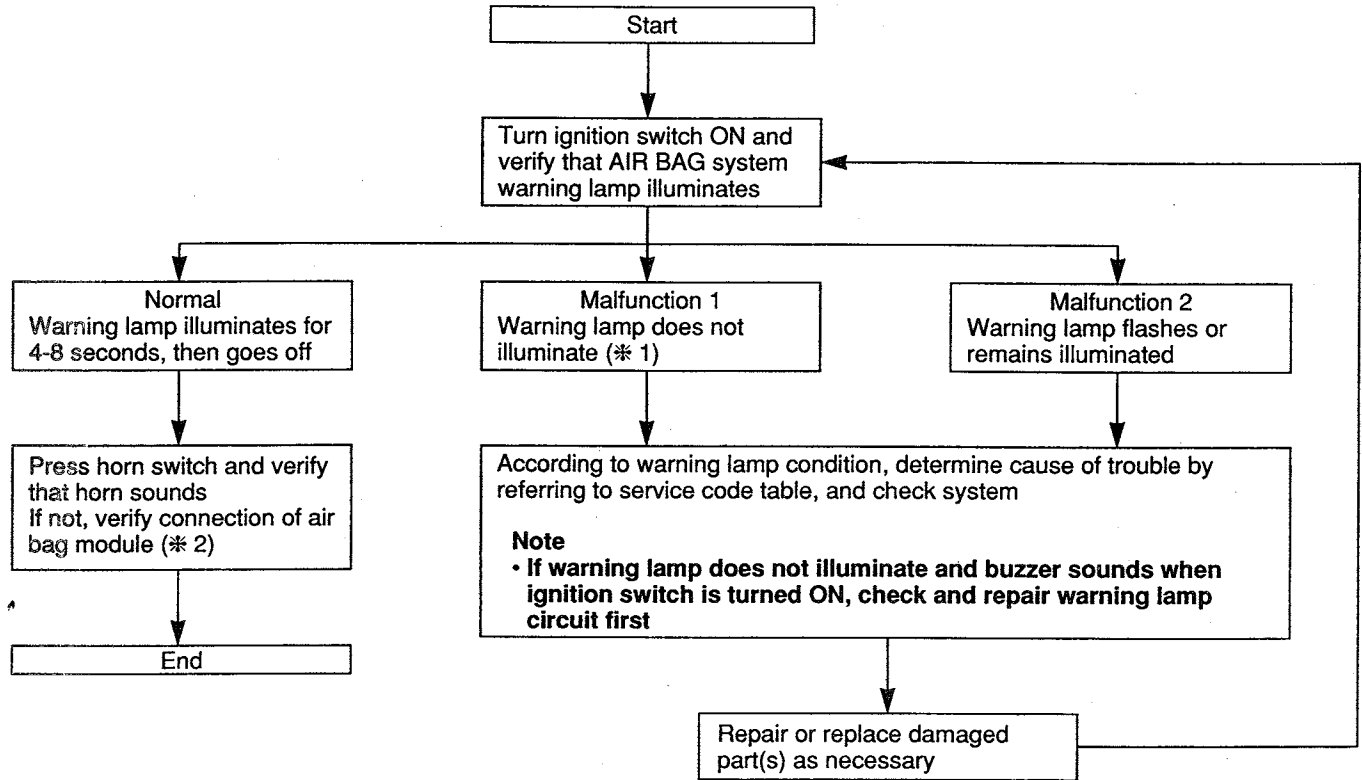 Start
Turn ignition switch ON and
verify that AIR BAG system
warning lamp illuminates
Normal
Warning lamp illuminates for
4-8 seconds, then goes off
Malfunction 1
Warning lamp does not
illuminate (※ 1)
Malfunction 2
Warning lamp flashes or
remains illuminated
Press horn switch and verify
that horn sounds
If not, verify connection of air
bag module (※ 2)
According to warning lamp condition, determine cause of trouble by
referring to service code table, and check system
Note
• If warning lamp does not illuminate and buzzer sounds when
ignition switch is turned ON, check and repair warning lamp
circuit first
End
Repair or replace damaged
part(s) as necessary